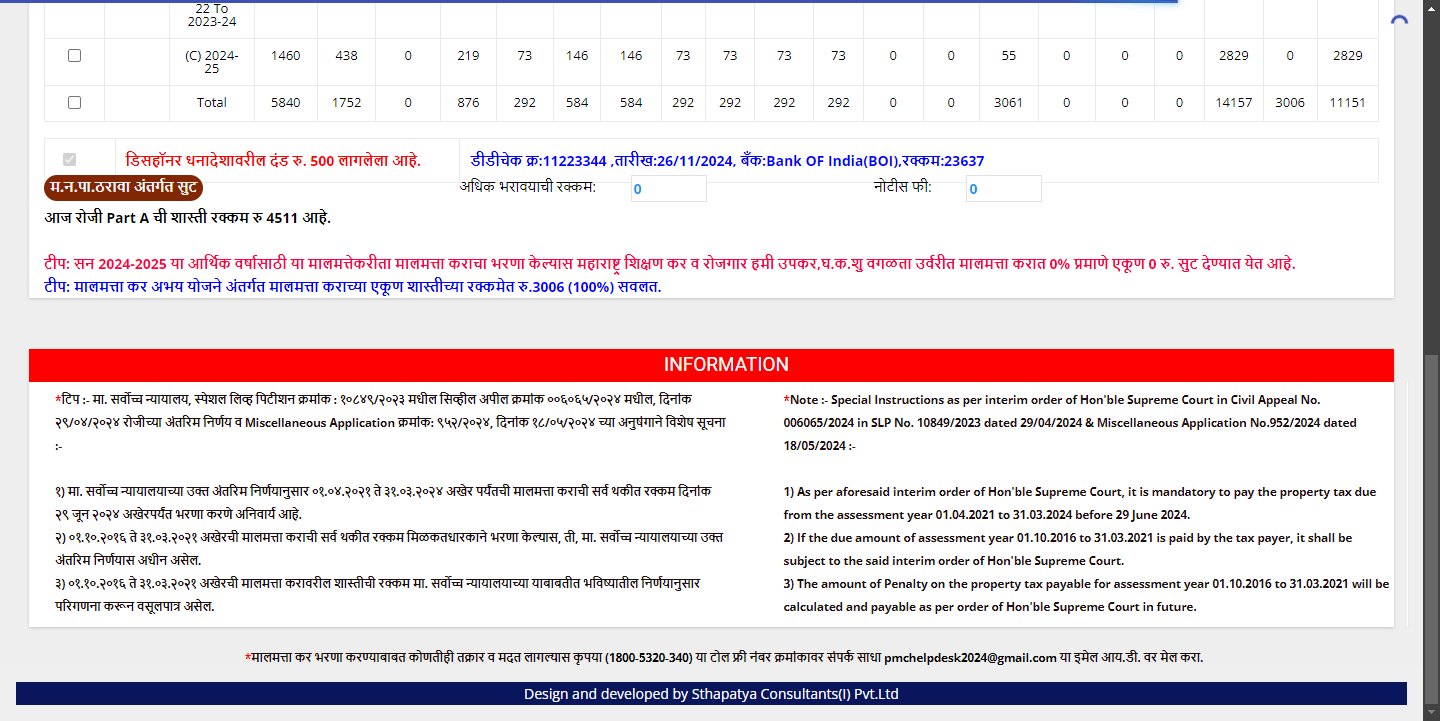 22 To
2023-24
(C) 2024- 1460 438 0 219 73 146 146 73 73 73 73 0 0 55 0 0 0 2829 0 2829
25
Total 5840 1752 0 876 292 584 584 292 292 292 292 0 0 3061 0 0 0 14157 3006 11151
डिसहॉनर धनादेशावरील दंड रु. 500 लागलेला आहे. डीडीचेक क्र:11223344 ,तारीख:26/11/2024, बँक:Bank OF India(BOI),रक्कम:23637
म.न.पा.ठरावा अंतर्गत सुट अधिक भरावयाची रक्कम: 0 नोटीस फी: 0
आज रोजी Part A ची शास्ती रक्कम रु 4511 आहे.
टीप: सन 2024-2025 या आर्थिक वर्षासाठी या मालमत्तेकरीता मालमत्ता कराचा भरणा केल्यास महाराष्ट्र शिक्षण कर व रोजगार हमी उपकर,घ.क.शु वगळता उर्वरीत मालमत्ता करात 0% प्रमाणे एकूण 0 रु. सुट देण्यात येत आहे.
टीप: मालमत्ता कर अभय योजने अंतर्गत मालमत्ता कराच्या एकूण शास्तीच्या रक्कमेत रु.3006 (100%) सवलत.
INFORMATION
*टिप :- मा. सर्वोच्च न्यायालय, स्पेशल लिव्ह पिटीशन क्रमांक : १०८४९/२०२३ मधील सिव्हील अपील क्रमांक ००६०६५/२०२४ मधील, दिनांक
२९/०४/२०२४ रोजीच्या अंतरिम निर्णय व Miscellaneous Application क्रमांक: ९५२/२०२४, दिनांक १८/०५/२०२४ च्या अनुषंगाने विशेष सूचना
:-
१) मा. सर्वोच्च न्यायालयाच्या उक्त अंतरिम निर्णयानुसार ०१.०४.२०२१ ते ३१.०३.२०२४ अखेर पर्यंतची मालमत्ता कराची सर्व थकीत रक्कम दिनांक
२९ जून २०२४ अखेरपर्यंत भरणा करणे अनिवार्य आहे.
२) ०१.१०.२०१६ ते ३१.०३.२०२१ अखेरची मालमत्ता कराची सर्व थकीत रक्कम मिळकतधारकाने भरणा केल्यास, ती, मा. सर्वोच्च न्यायालयाच्या उक्त
अंतरिम निर्णयास अधीन असेल.
३) ०१.१०.२०१६ ते ३१.०३.२०२१ अखेरची मालमत्ता करावरील शास्तीची रक्कम मा. सर्वोच्च न्यायालयाच्या याबाबतीत भविष्यातील निर्णयानुसार
परिगणना करून वसूलपात्र असेल.
*Note :- Special Instructions as per interim order of Hon'ble Supreme Court in Civil Appeal No.
006065/2024 in SLP No. 10849/2023 dated 29/04/2024 & Miscellaneous Application No.952/2024 dated
18/05/2024 :-
1) As per aforesaid interim order of Hon'ble Supreme Court, it is mandatory to pay the property tax due
from the assessment year 01.04.2021 to 31.03.2024 before 29 June 2024.
2) If the due amount of assessment year 01.10.2016 to 31.03.2021 is paid by the tax payer, it shall be
subject to the said interim order of Hon'ble Supreme Court.
3) The amount of Penalty on the property tax payable for assessment year 01.10.2016 to 31.03.2021 will be
calculated and payable as per order of Hon'ble Supreme Court in future.
*मालमत्ता कर भरणा करण्याबाबत कोणतीही तक्रार व मदत लागल्यास कृपया (1800-5320-340) या टोल फ्री नंबर क्रमांकावर संपर्क साधा pmchelpdesk2024@gmail.com या इमेल आय.डी. वर मेल करा.
Design and developed by Sthapatya Consultants(I) Pvt.Ltd